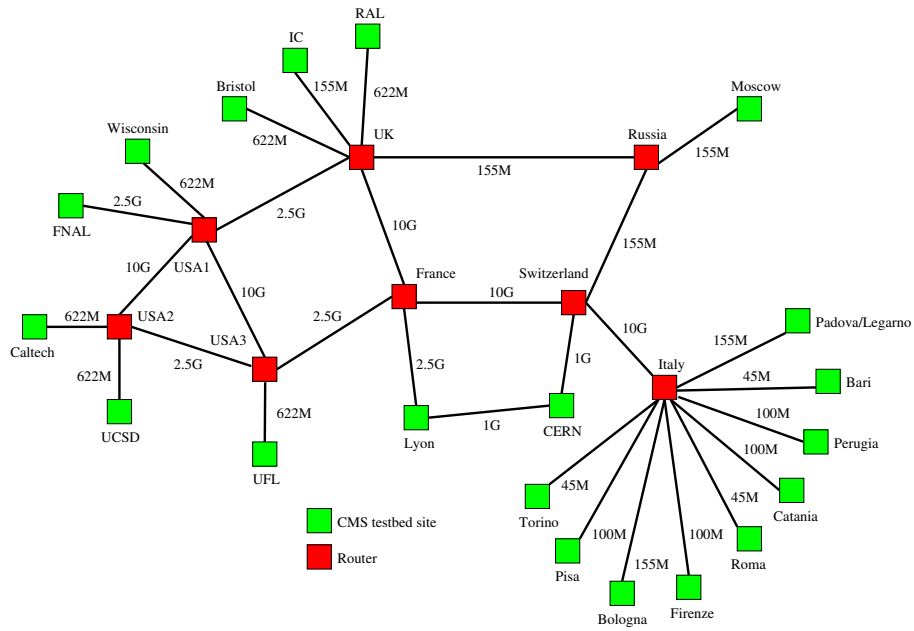 RAL
IC
155M
622M
Bristol
622M
UK
Moscow
Russia
155M
155M
Wisconsin
622M
2.5G
FNAL
2.5G
10G
USA1
10G
155M
10G
France
Switzerland
10G
10G
622M
USA2
Caltech
USA3
2.5G
2.5G
622M
UCSD
622M
UFL
2.5G
1G
Lyon
1G
CERN
Italy
155M
Padova/Legarno
45M
Bari
100M
Perugia
100M
Catania
45M
Roma
100M
Firenze
155M
Bologna
100M
Pisa
45M
Torino
CMS testbed site
Router